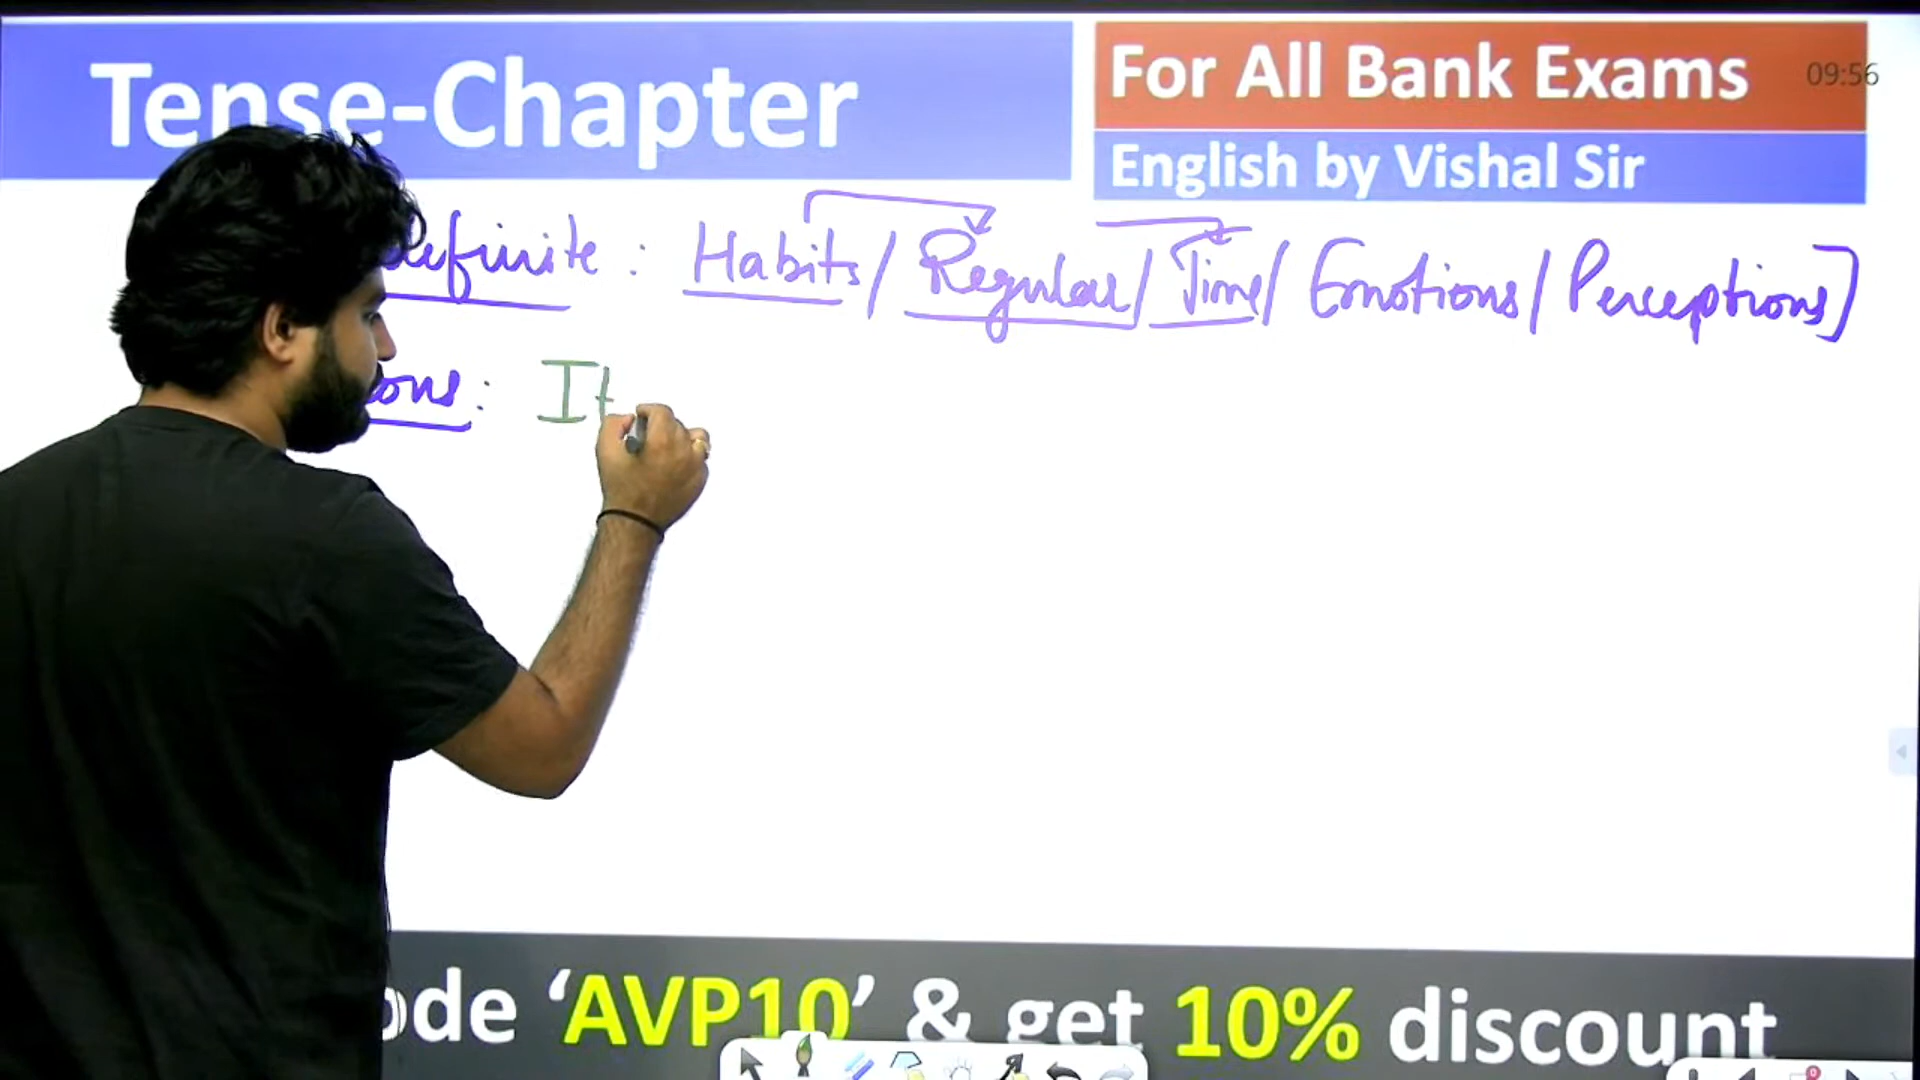 Tense-Chapter
For All Bank Exams
09:56
English by Vishal Sir
definite : Habits / Regular / Time / Emotions / Perceptions]
ons : It
ode ‘AVP10’ & get 10% discount